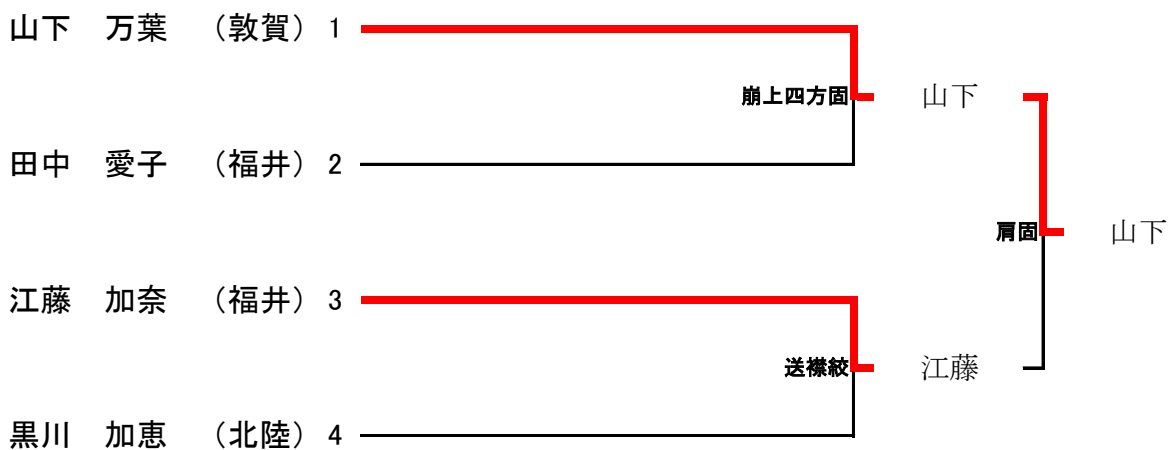 山下　万葉　（敦賀） 1
崩上四方固　山下
田中　愛子　（福井） 2
肩固　山下
江藤　加奈　（福井） 3
送襟絞　江藤
黒川　加恵　（北陸） 4